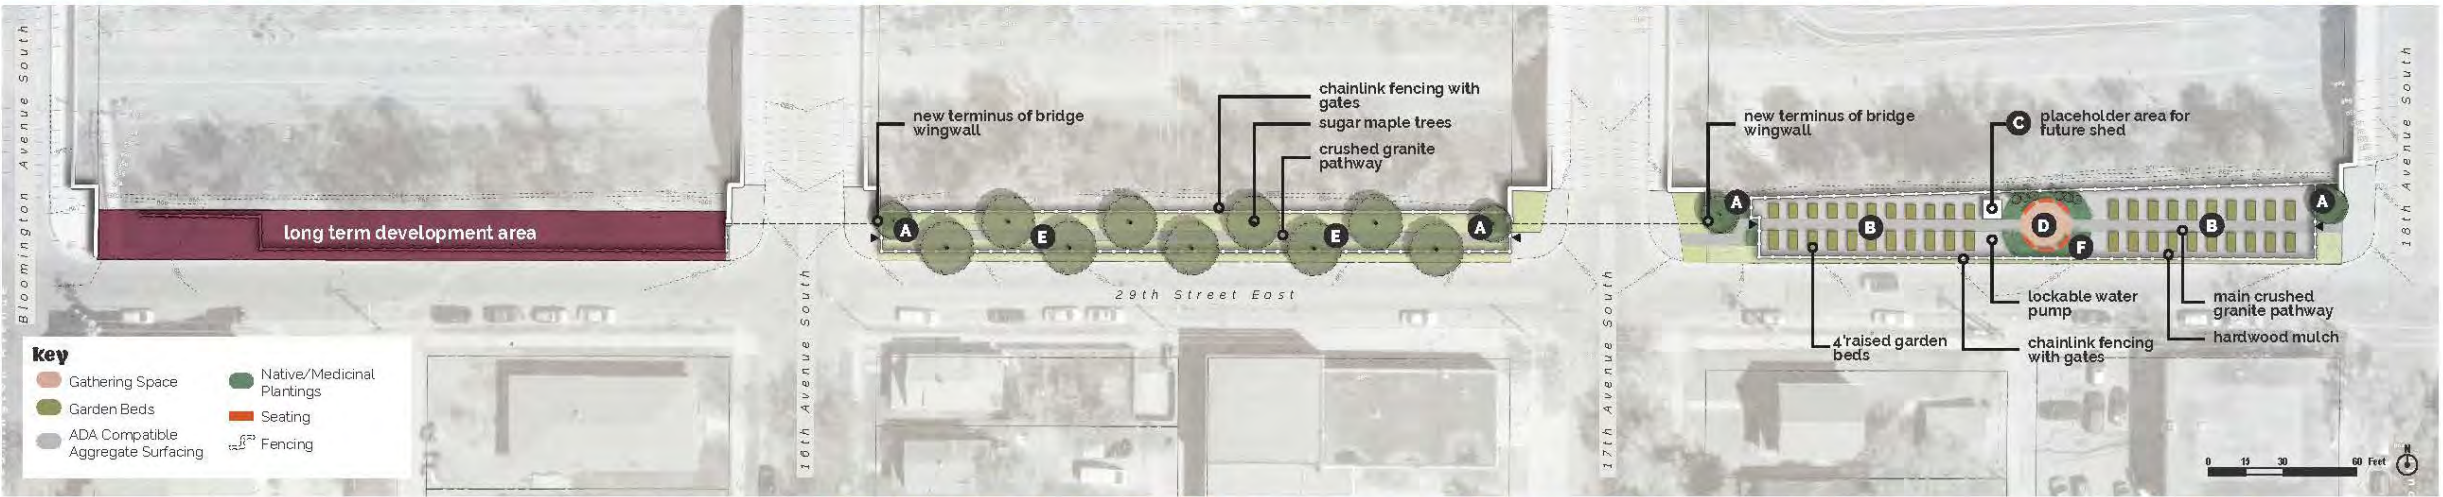 Bloomington Avenue South
long term development area
key
Gathering Space
Garden Beds
ADA Compatible
Aggregate Surfacing
Native/Medicinal
Plantings
Seating
Fencing
16th Avenue South
new terminus of bridge
wingwall
chainlink fencing with
gates
sugar maple trees
crushed granite
pathway
A
E
E
A
29th Street East
17th Avenue South
new terminus of bridge
wingwall
C
placeholder area for
future shed
A
B
D
F
B
A
4'raised garden
beds
chainlink fencing
with gates
lockable water
pump
main crushed
granite pathway
hardwood mulch
18th Avenue South
0 15 30 60 Feet
N